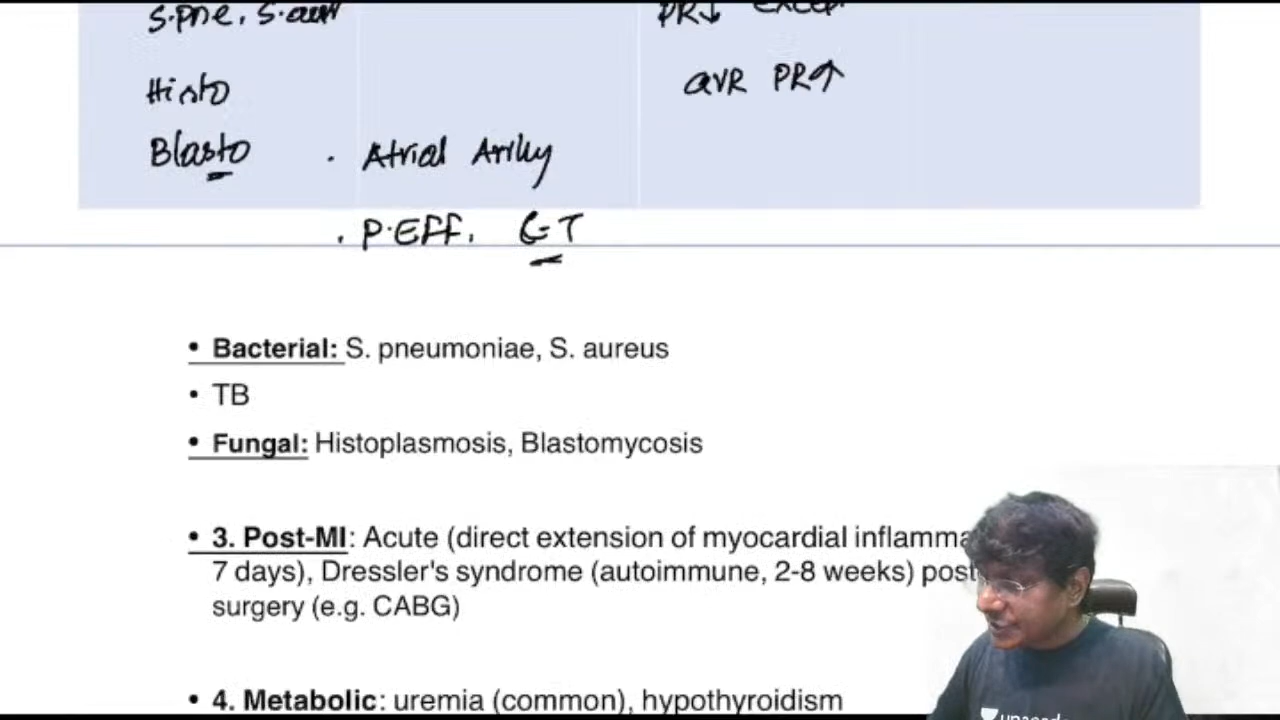 S.pne, S.aur
PR↓ except
Histo
aVR PR↑
Blasto
. Atrial Arrhy
. P.Eff. CT
• Bacterial: S. pneumoniae, S. aureus
• TB
• Fungal: Histoplasmosis, Blastomycosis
• 3. Post-MI: Acute (direct extension of myocardial inflamma
7 days), Dressler's syndrome (autoimmune, 2-8 weeks) post
surgery (e.g. CABG)
• 4. Metabolic: uremia (common), hypothyroidism